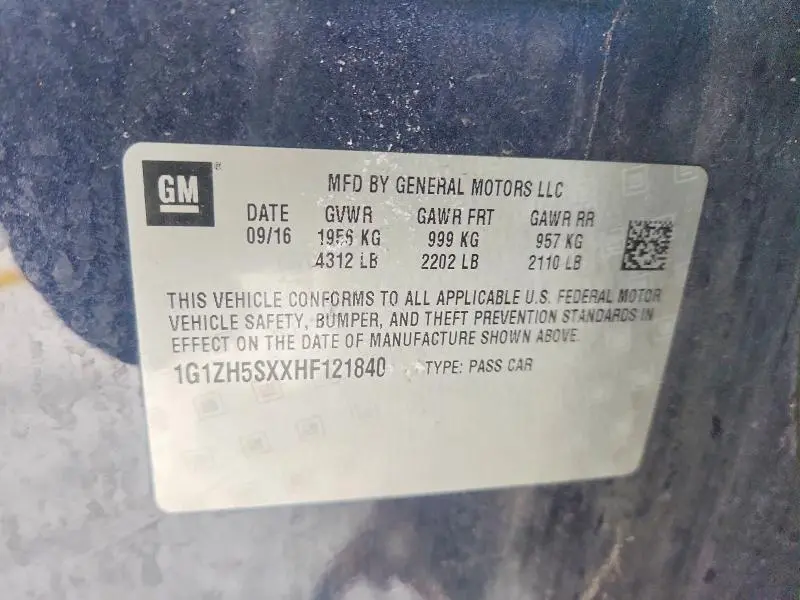 GM®
MFD BY GENERAL MOTORS LLC
DATE GVWR GAWR FRT GAWR RR
09/16 1956 KG 999 KG 957 KG
4312 LB 2202 LB 2110 LB
THIS VEHICLE CONFORMS TO ALL APPLICABLE U.S. FEDERAL MOTOR
VEHICLE SAFETY, BUMPER, AND THEFT PREVENTION STANDARDS IN
EFFECT ON THE DATE OF MANUFACTURE SHOWN ABOVE.
1G1ZH5SXXHF121840 TYPE: PASS CAR